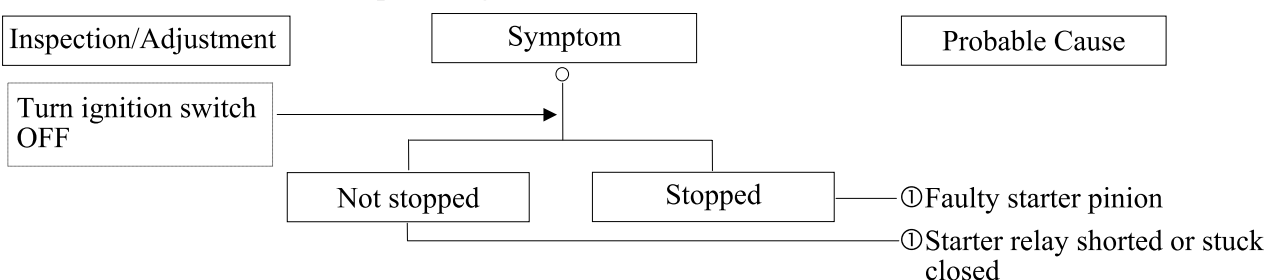 Inspection/Adjustment
Symptom
Probable Cause
Turn ignition switch
OFF
Not stopped
Stopped
①Faulty starter pinion
①Starter relay shorted or stuck
closed